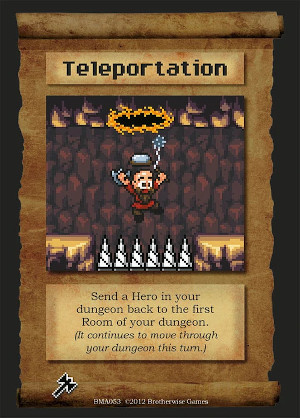 Teleportation
Send a Hero in your
dungeon back to the first
Room of your dungeon.
(It continues to move through
your dungeon this turn.)
BMA053 ©2012 Brotherwise Games